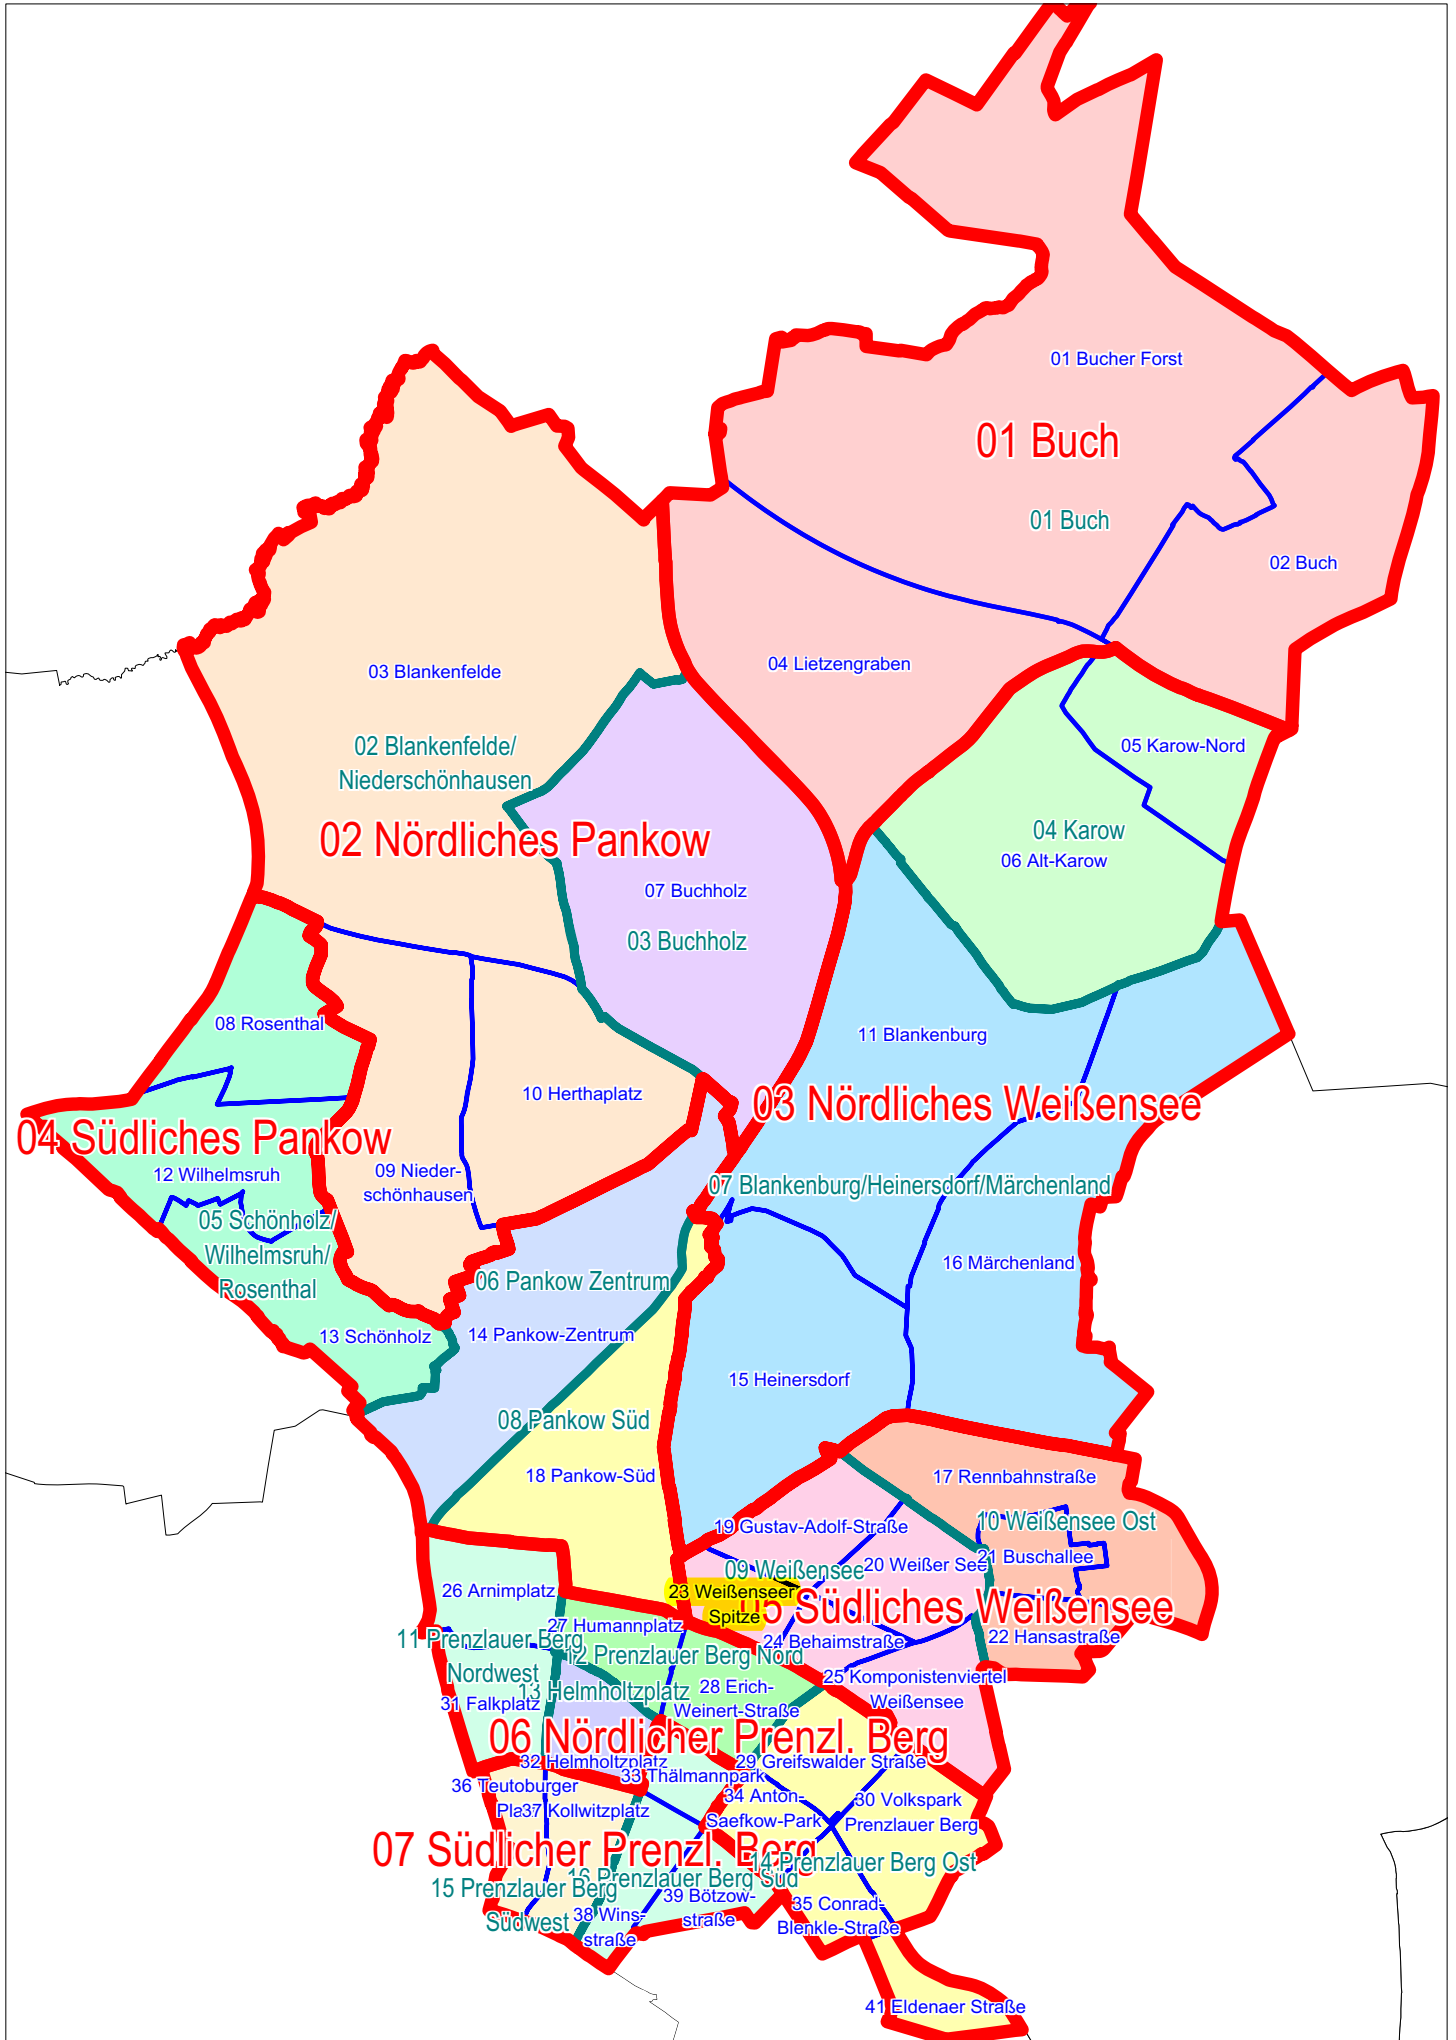 01 Bucher Forst
01 Buch
01 Buch
02 Buch
04 Lietzengraben
03 Blankenfelde
02 Blankenfelde/
Niederschönhausen
02 Nördliches Pankow
05 Karow-Nord
04 Karow
06 Alt-Karow
07 Buchholz
03 Buchholz
08 Rosenthal
11 Blankenburg
10 Herthaplatz
03 Nördliches Weißensee
04 Südliches Pankow
12 Wilhelmsruh
09 Nieder-
schönhausen
07 Blankenburg/Heinersdorf/Märchenland
05 Schönholz/
Wilhelmsruh/
Rosenthal
16 Märchenland
06 Pankow Zentrum
13 Schönholz
14 Pankow-Zentrum
15 Heinersdorf
08 Pankow Süd
18 Pankow-Süd
17 Rennbahnstraße
19 Gustav-Adolf-Straße
10 Weißensee Ost
20 Weißer See
21 Buschallee
09 Weißensee
26 Arnimplatz
23 Weißenseer
Spitze
05 Südliches Weißensee
27 Humannplatz
24 Behaimstraße
22 Hansastraße
11 Prenzlauer Berg
Nordwest
12 Prenzlauer Berg Nord
25 Komponistenviertel
Weißensee
13 Helmholtzplatz
28 Erich-
Weinert-Straße
31 Falkplatz
06 Nördlicher Prenzl. Berg
32 Helmholtzplatz
29 Greifswalder Straße
33 Thälmannpark
36 Teutoburger
Platz
37 Kollwitzplatz
34 Anton-
Saefkow-Park
30 Volkspark
Prenzlauer Berg
07 Südlicher Prenzl. Berg
14 Prenzlauer Berg Ost
16 Prenzlauer Berg Süd
15 Prenzlauer Berg
Südwest
39 Bötzow-
straße
38 Wins-
straße
35 Conrad-
Blenkle-Straße
41 Eldenaer Straße